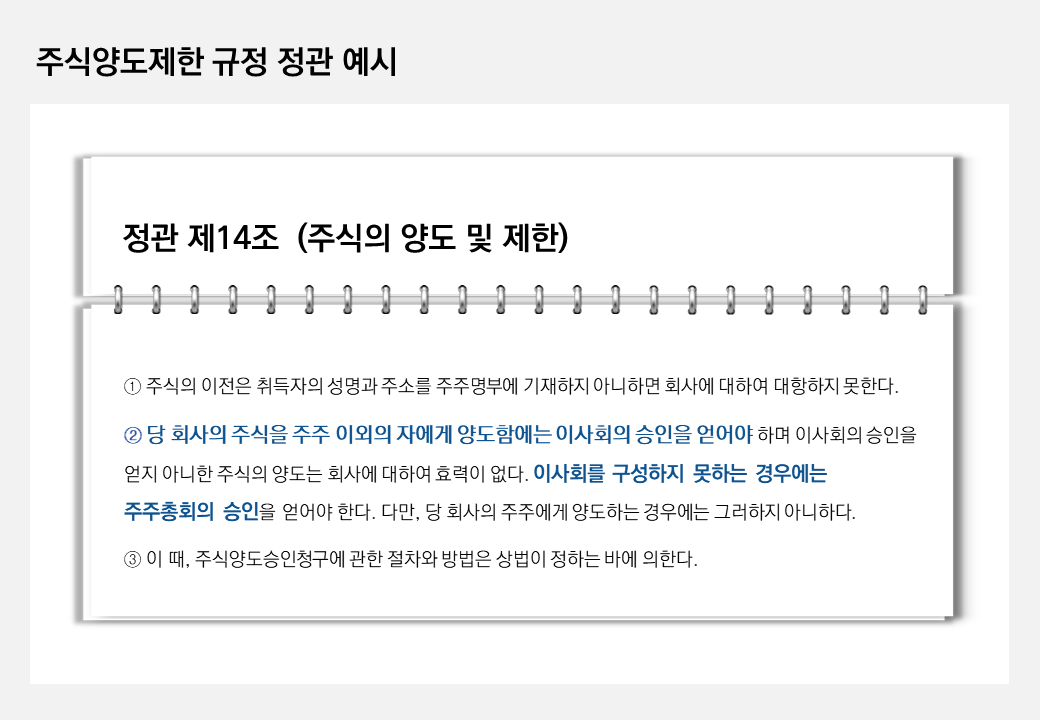 주식양도제한 규정 정관 예시
정관 제14조 (주식의 양도 및 제한)
① 주식의 이전은 취득자의 성명과 주소를 주주명부에 기재하지 아니하면 회사에 대하여 대항하지 못한다.
② 당 회사의 주식을 주주 이외의 자에게 양도함에는 이사회의 승인을 얻어야 하며 이사회의 승인을
얻지 아니한 주식의 양도는 회사에 대하여 효력이 없다. 이사회를 구성하지 못하는 경우에는
주주총회의 승인을 얻어야 한다. 다만, 당 회사의 주주에게 양도하는 경우에는 그러하지 아니하다.
③ 이 때, 주식양도승인청구에 관한 절차와 방법은 상법이 정하는 바에 의한다.